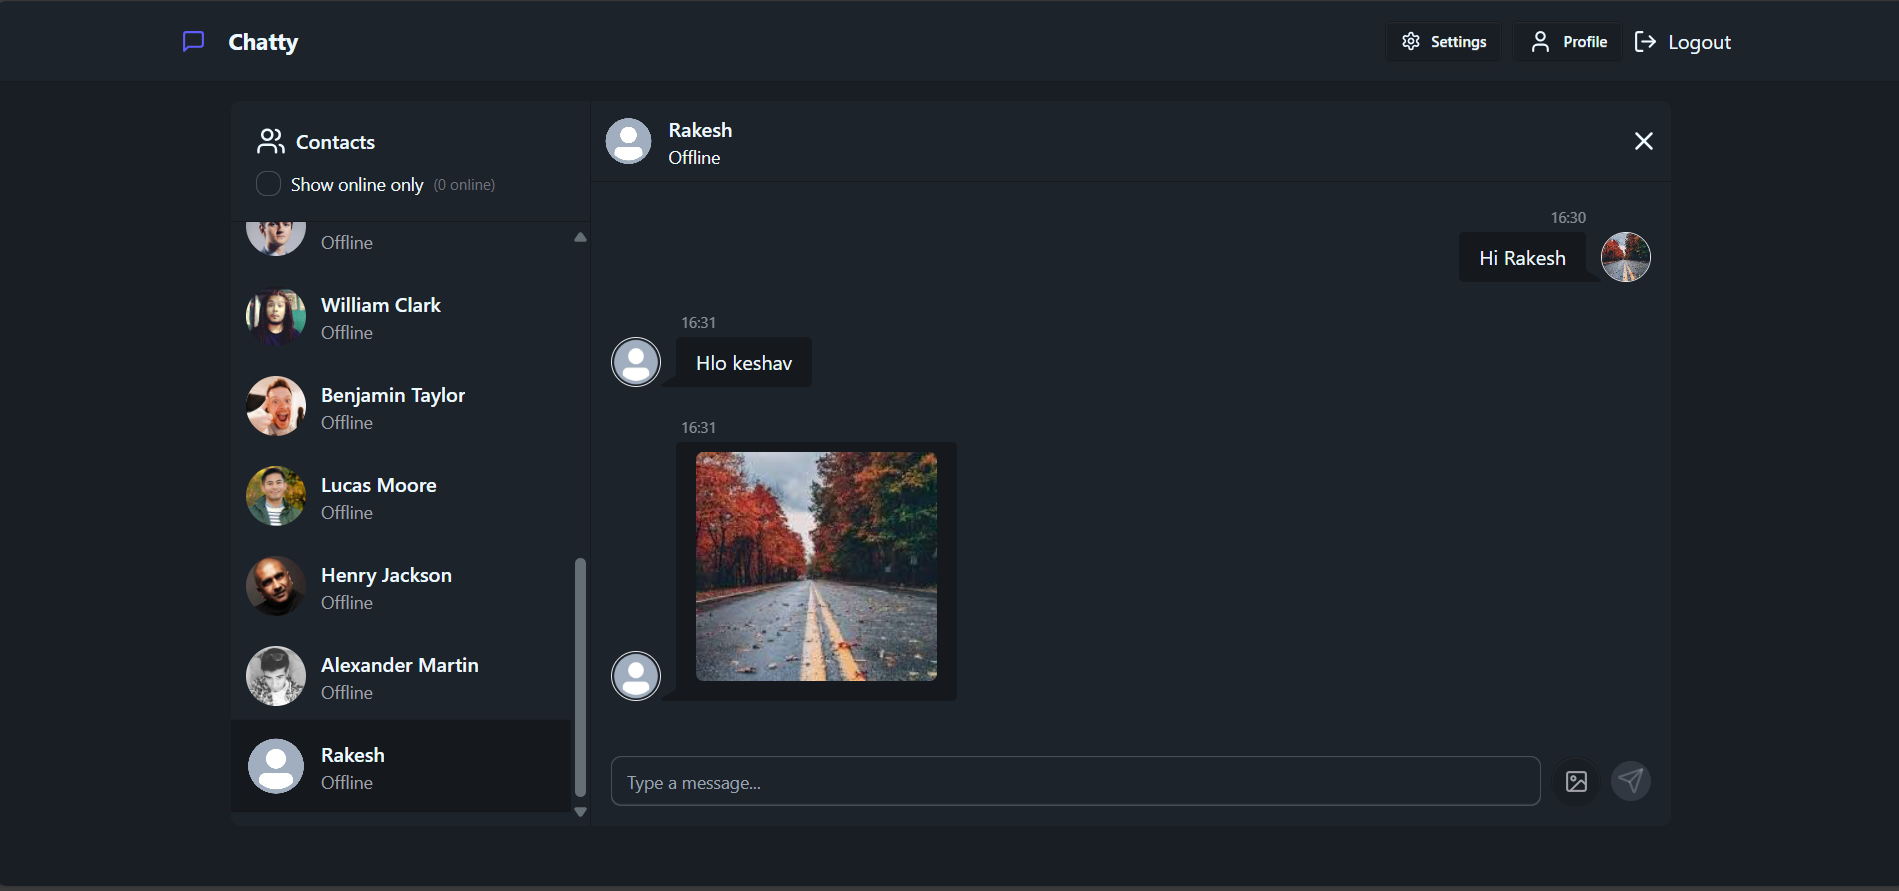 Chatty
Settings
Profile
Logout
Contacts
Show online only (0 online)
Offline
William Clark
Offline
Benjamin Taylor
Offline
Lucas Moore
Offline
Henry Jackson
Offline
Alexander Martin
Offline
Rakesh
Offline
Rakesh
Offline
16:30
Hi Rakesh
16:31
Hlo keshav
16:31
Type a message...